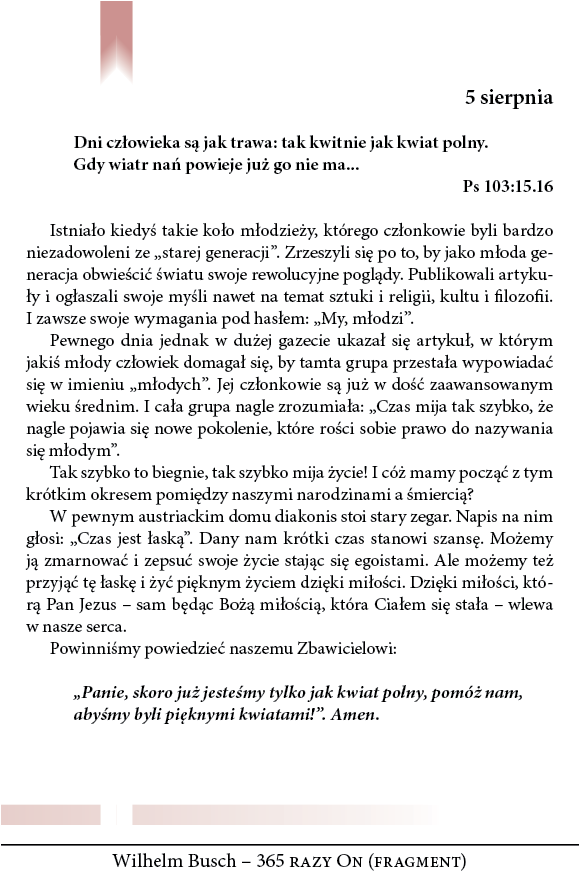 5 sierpnia
Dni człowieka są jak trawa: tak kwitnie jak kwiat polny.
Gdy wiatr nań powieje już go nie ma...
Ps 103:15.16
Istniało kiedyś takie koło młodzieży, którego członkowie byli bardzo
niezadowoleni ze „starej generacji”. Zrzeszyli się po to, by jako młoda ge-
neracja obwieścić światu swoje rewolucyjne poglądy. Publikowali artyku-
ły i ogłaszali swoje myśli nawet na temat sztuki i religii, kultu i filozofii.
I zawsze swoje wymagania pod hasłem: „My, młodzi”.
Pewnego dnia jednak w dużej gazecie ukazał się artykuł, w którym
jakiś młody człowiek domagał się, by tamta grupa przestała wypowiadać
się w imieniu „młodych”. Jej członkowie są już w dość zaawansowanym
wieku średnim. I cała grupa nagle zrozumiała: „Czas mija tak szybko, że
nagle pojawia się nowe pokolenie, które rości sobie prawo do nazywania
się młodym”.
Tak szybko to biegnie, tak szybko mija życie! I cóż mamy począć z tym
krótkim okresem pomiędzy naszymi narodzinami a śmiercią?
W pewnym austriackim domu diakonis stoi stary zegar. Napis na nim
głosi: „Czas jest łaską”. Dany nam krótki czas stanowi szansę. Możemy
ją zmarnować i zepsuć swoje życie stając się egoistami. Ale możemy też
przyjąć tę łaskę i żyć pięknym życiem dzięki miłości. Dzięki miłości, któ-
rą Pan Jezus – sam będąc Bożą miłością, która Ciałem się stała – wlewa
w nasze serca.
Powinniśmy powiedzieć naszemu Zbawicielowi:
„Panie, skoro już jesteśmy tylko jak kwiat polny, pomóż nam,
abyśmy byli pięknymi kwiatami!”. Amen.
Wilhelm Busch – 365 razy On (fragment)